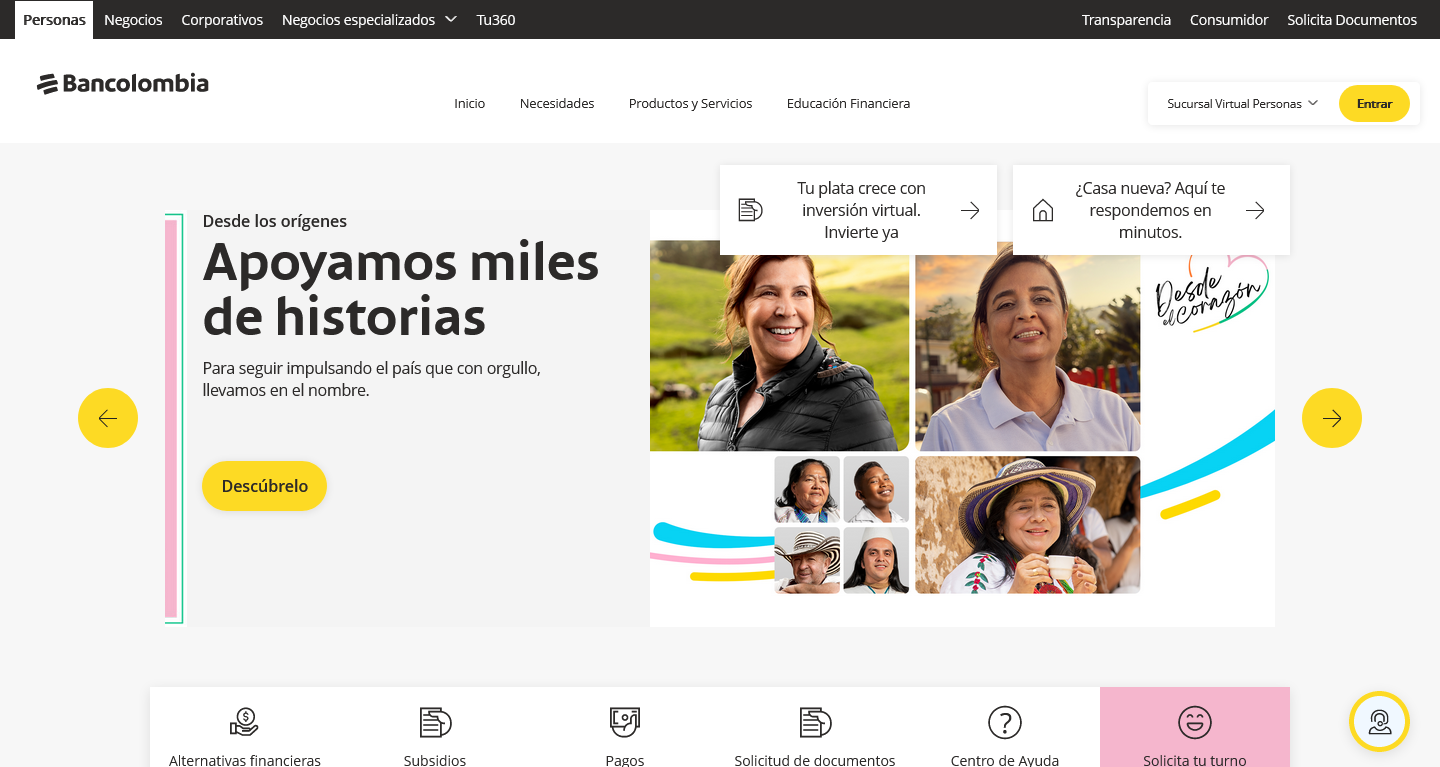 Personas
Negocios
Corporativos
Negocios especializados
Tu360
Transparencia
Consumidor
Solicita Documentos
Bancolombia
Inicio
Necesidades
Productos y Servicios
Educación Financiera
Sucursal Virtual Personas
Entrar
Tu plata crece con
inversión virtual.
Invierte ya
¿Casa nueva? Aquí te
respondemos en
minutos.
Desde los orígenes
Apoyamos miles
de historias
Para seguir impulsando el país que con orgullo,
llevamos en el nombre.
Descúbrelo
Desde
el corazón
Alternativas financieras
Subsidios
Pagos
Solicitud de documentos
Centro de Ayuda
Solicita tu turno